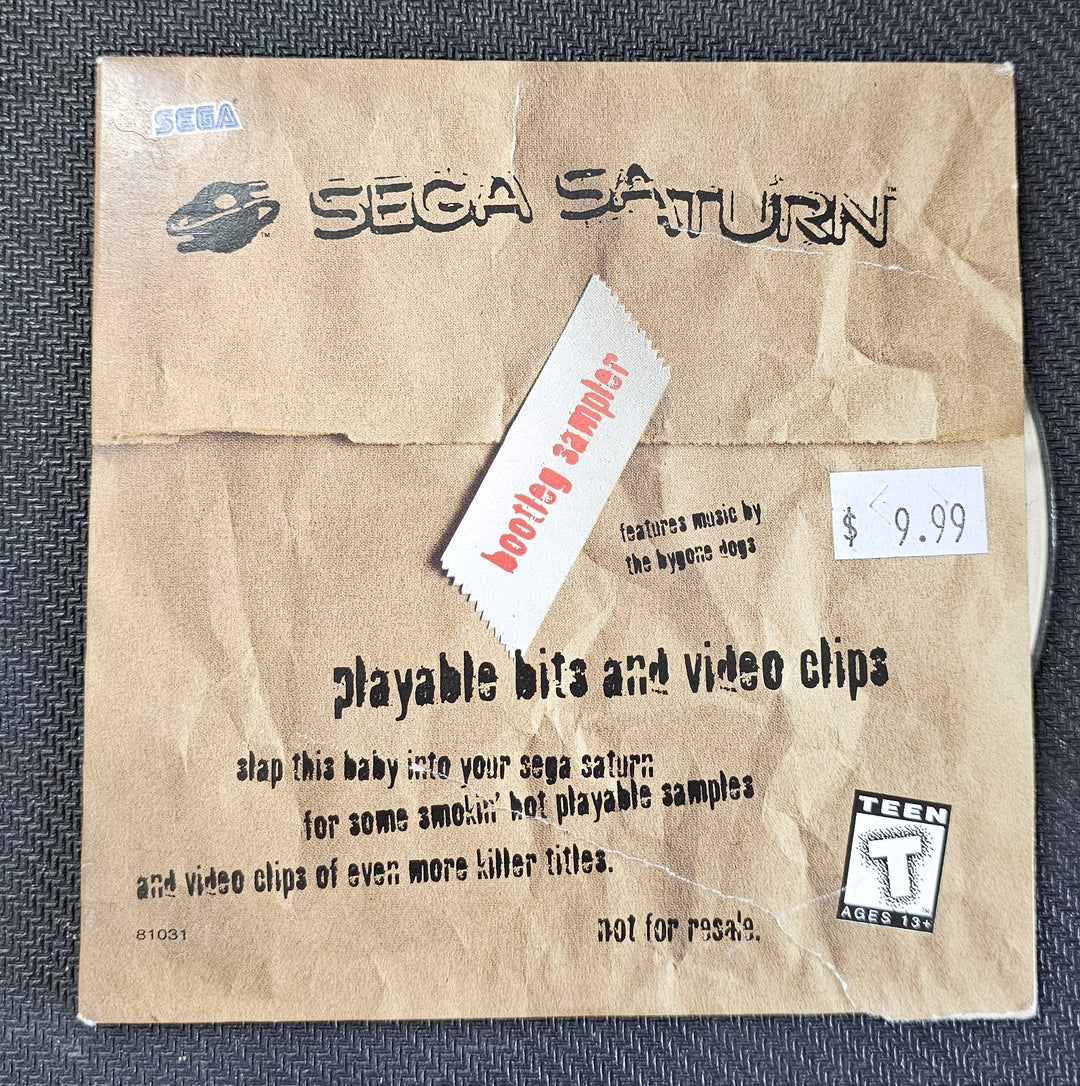 SEGA
SEGA SATURN™
bootleg sampler
features music by
the bygone dogs
$ 9.99
playable bits and video clips
slap this baby into your sega saturn
for some smokin' hot playable samples
and video clips of even more killer titles.
TEEN
T
AGES 13+
not for resale.
81031